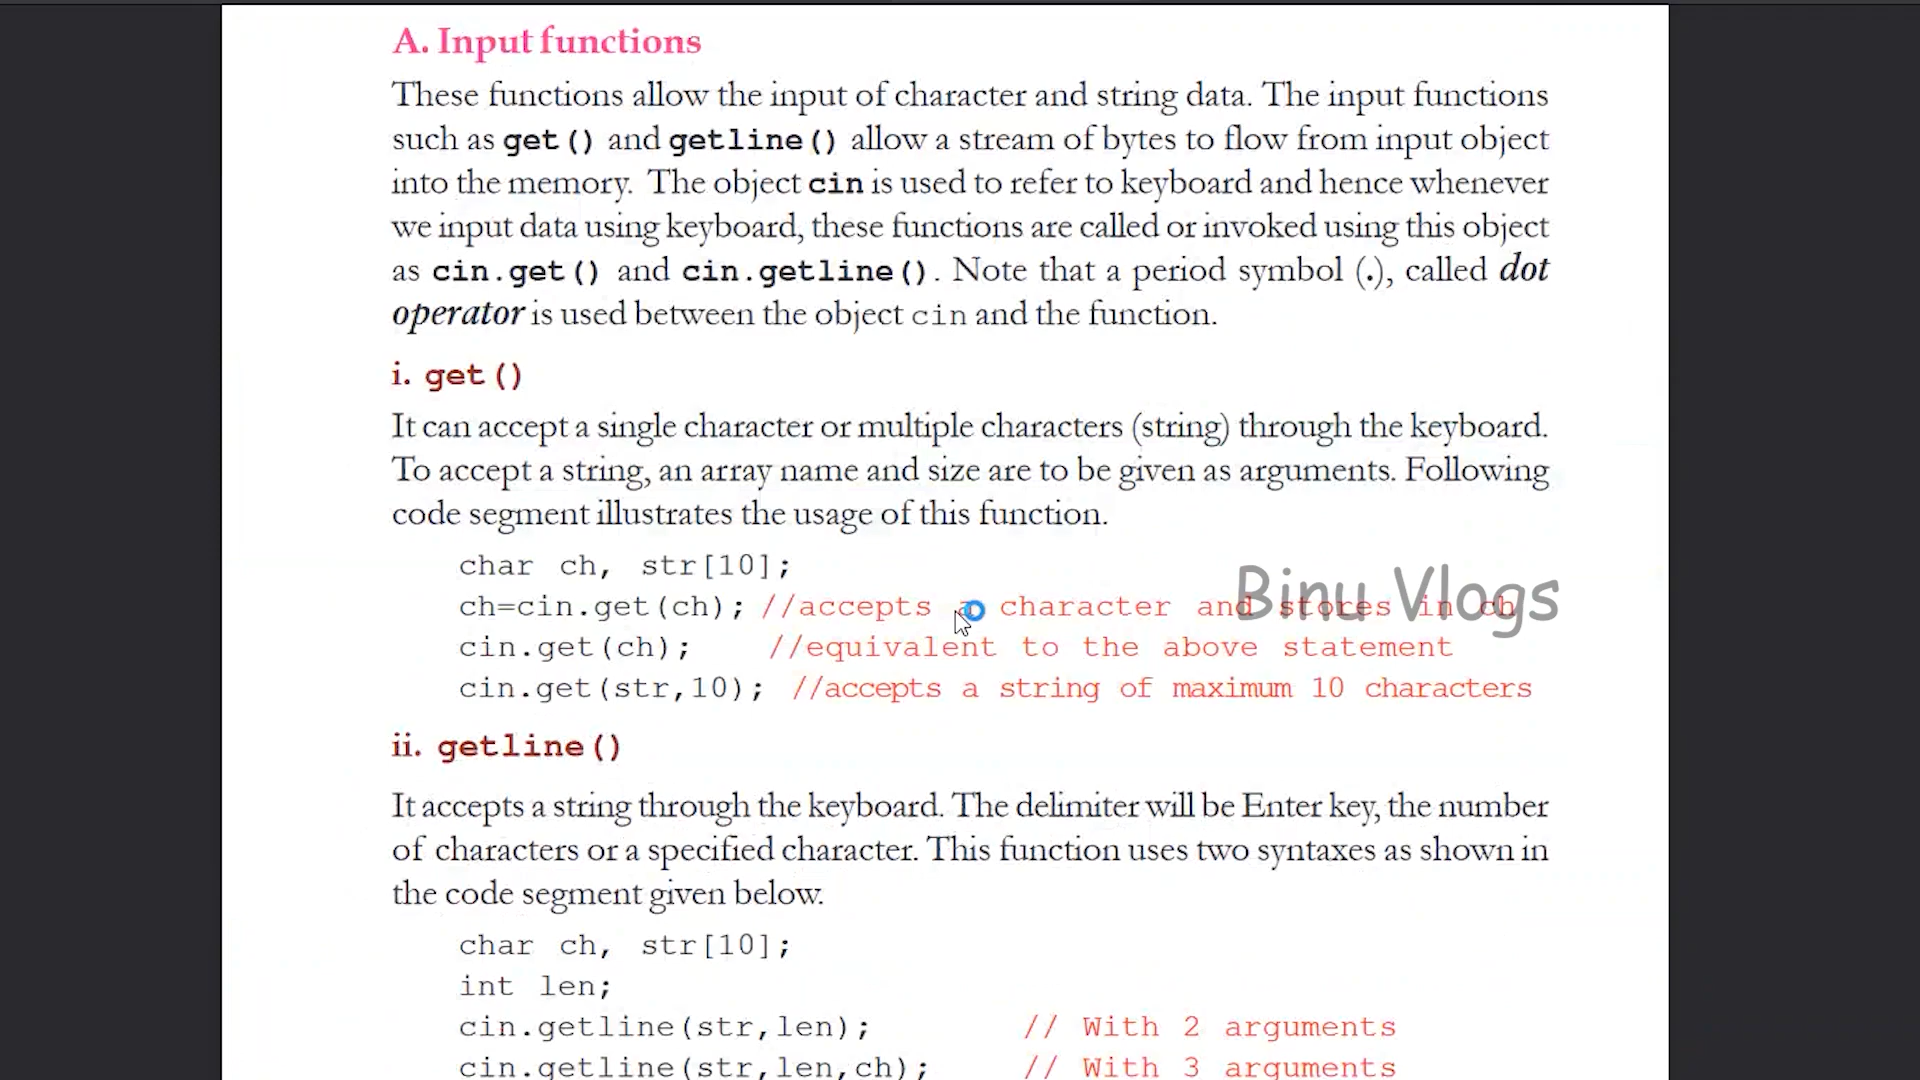 A. Input functions
These functions allow the input of character and string data. The input functions
such as get() and getline() allow a stream of bytes to flow from input object
into the memory. The object cin is used to refer to keyboard and hence whenever
we input data using keyboard, these functions are called or invoked using this object
as cin.get() and cin.getline(). Note that a period symbol (.), called dot
operator is used between the object cin and the function.
i. get()
It can accept a single character or multiple characters (string) through the keyboard.
To accept a string, an array name and size are to be given as arguments. Following
code segment illustrates the usage of this function.
char ch, str[10];
ch=cin.get(ch); //accepts a character and stores in ch
Binu Vlogs
cin.get(ch); //equivalent to the above statement
cin.get(str,10); //accepts a string of maximum 10 characters
ii. getline()
It accepts a string through the keyboard. The delimiter will be Enter key, the number
of characters or a specified character. This function uses two syntaxes as shown in
the code segment given below.
char ch, str[10];
int len;
cin.getline(str,len); // With 2 arguments
cin.getline(str,len,ch); // With 3 arguments